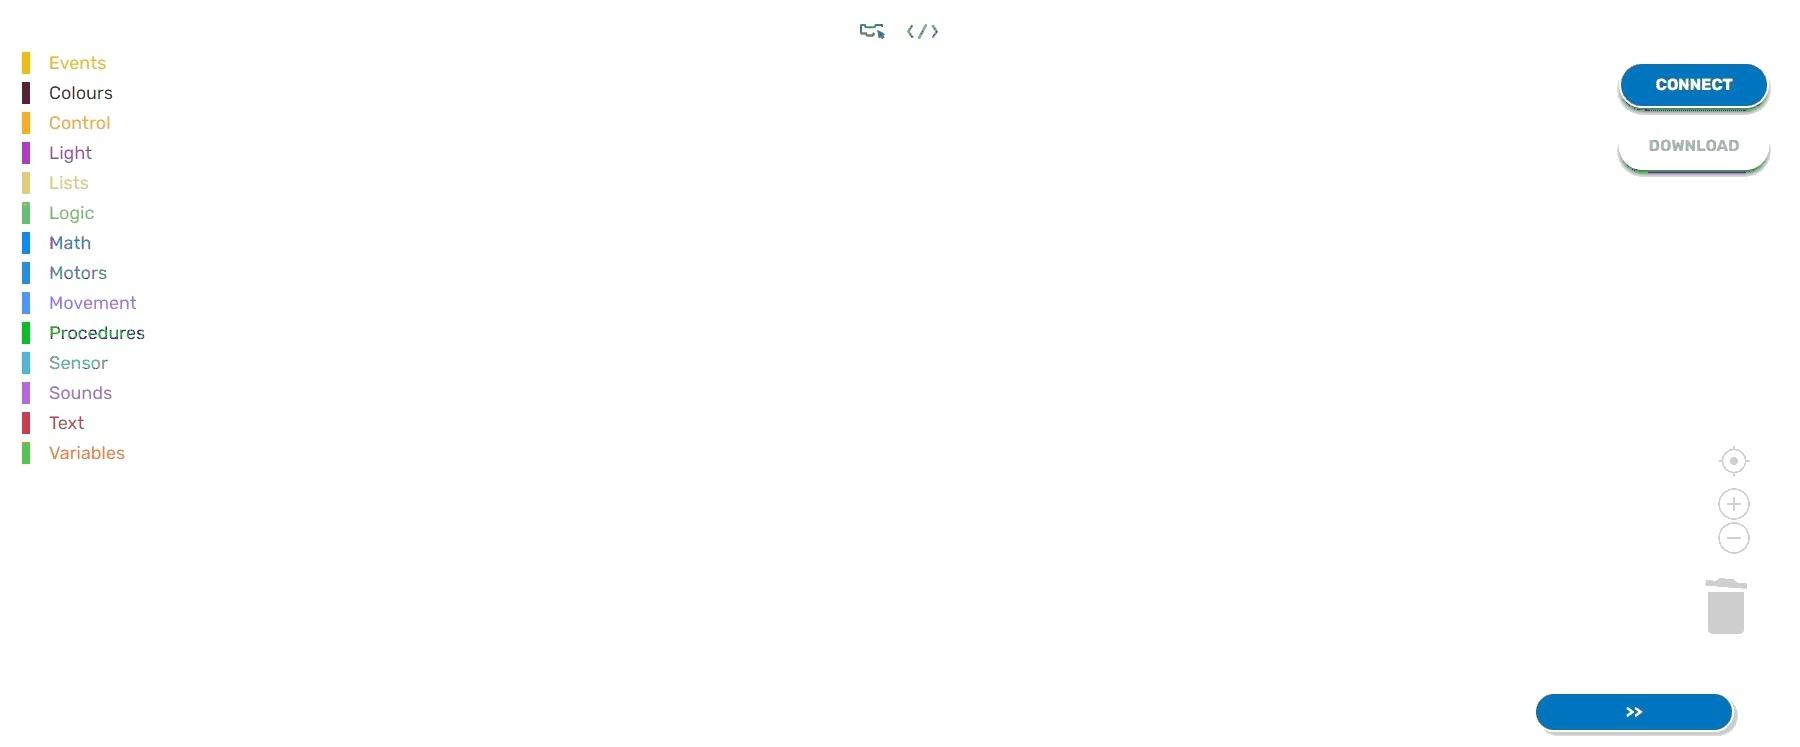 </>
Events
CONNECT
Colours
Control
DOWNLOAD
Light
Lists
Logic
Math
Motors
Movement
Procedures
Sensor
Sounds
Text
Variables
>>